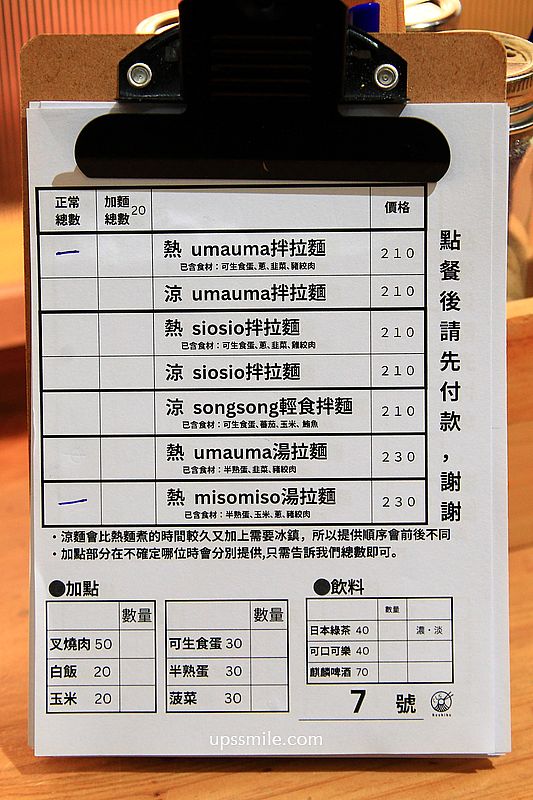 正常總數 加麵總數20 價格
一 熱 umauma拌拉麵 210
已含食材：可生食蛋、蔥、韭菜、豬絞肉
涼 umauma拌拉麵 210
熱 siosio拌拉麵 210
已含食材：可生食蛋、蔥、韭菜、雞絞肉
涼 siosio拌拉麵 210
涼 songsong輕食拌麵 210
已含食材：可生食蛋、蕃茄、玉米、鮪魚
熱 umauma湯拉麵 230
已含食材：半熟蛋、韭菜、豬絞肉
一 熱 misomiso湯拉麵 230
已含食材：半熟蛋、玉米、蔥、豬絞肉
點餐後請先付款，謝謝
・涼麵會比熱麵煮的時間較久又加上需要冰鎮，所以提供順序會前後不同
・加點部分在不確定哪位時會分別提供,只需告訴我們總數即可。
●加點
數量
叉燒肉 50
白飯 20
玉米 20
數量
可生食蛋 30
半熟蛋 30
菠菜 30
●飲料
數量
日本綠茶 40 濃・淡
可口可樂 40
麒麟啤酒 70
7 號
upssmile.com